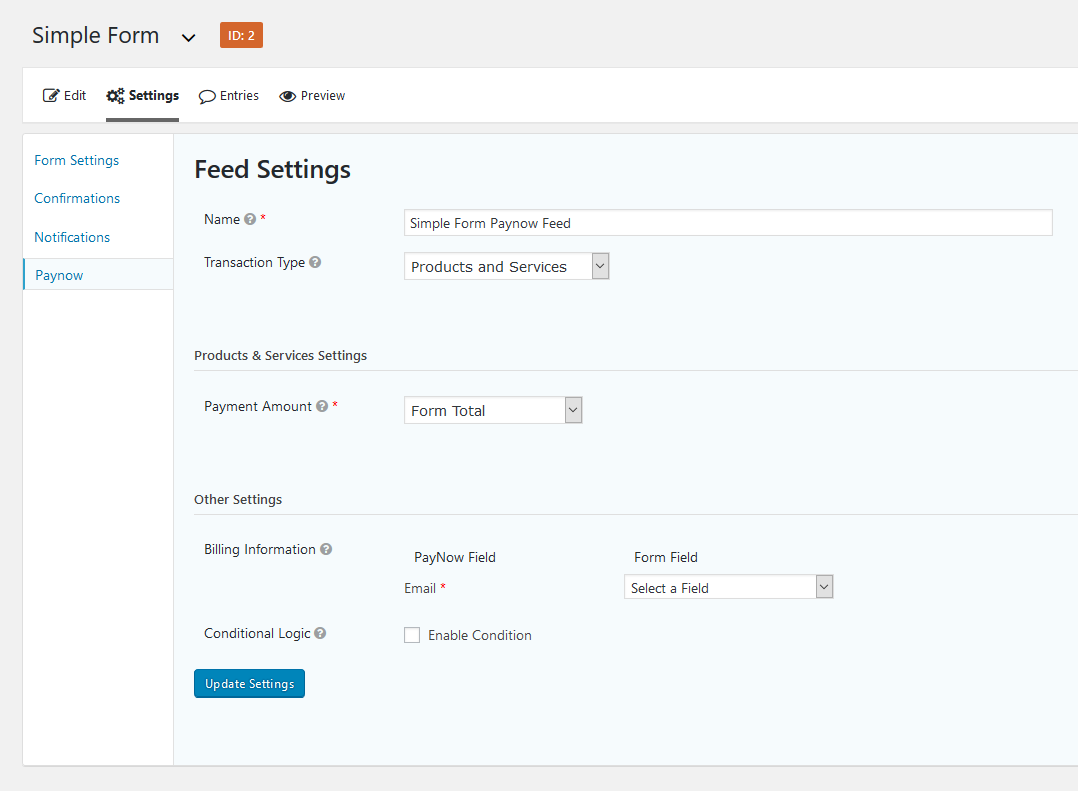 Simple Form ID: 2
Edit Settings Entries Preview
Form Settings
Confirmations
Notifications
Paynow
Feed Settings
Name ? * Simple Form Paynow Feed
Transaction Type ? Products and Services
Products & Services Settings
Payment Amount ? * Form Total
Other Settings
Billing Information ? PayNow Field Form Field
Email * Select a Field
Conditional Logic ? Enable Condition
Update Settings